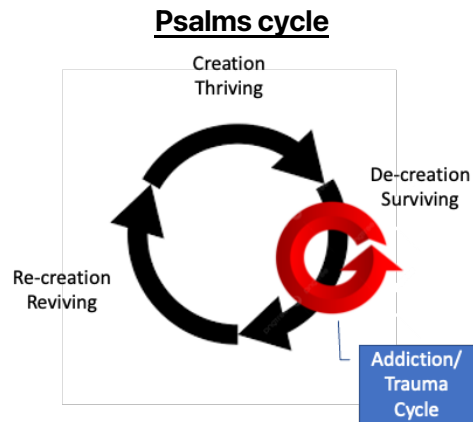 Psalms cycle
Creation
Thriving
De-creation
Surviving
Re-creation
Reviving
Addiction/
Trauma
Cycle